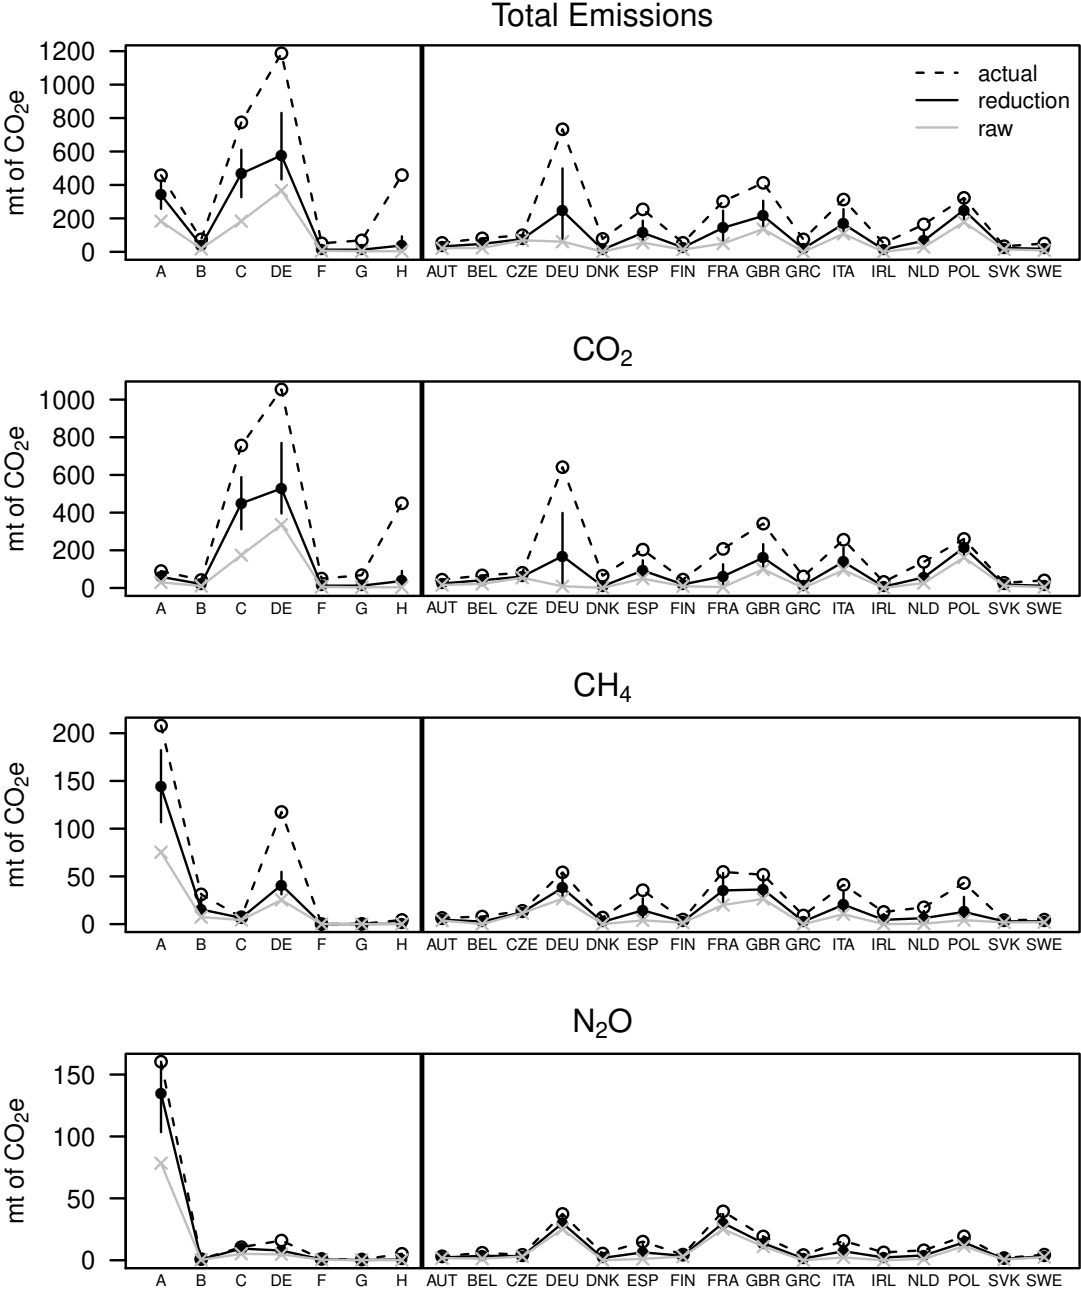 Total Emissions
mt of CO₂e
1200
1000
800
600
400
200
0
actual
reduction
raw
A B C DE F G H AUT BEL CZE DEU DNK ESP FIN FRA GBR GRC ITA IRL NLD POL SVK SWE
CO₂
mt of CO₂e
1000
800
600
400
200
0
A B C DE F G H AUT BEL CZE DEU DNK ESP FIN FRA GBR GRC ITA IRL NLD POL SVK SWE
CH₄
mt of CO₂e
200
150
100
50
0
A B C DE F G H AUT BEL CZE DEU DNK ESP FIN FRA GBR GRC ITA IRL NLD POL SVK SWE
N₂O
mt of CO₂e
150
100
50
0
A B C DE F G H AUT BEL CZE DEU DNK ESP FIN FRA GBR GRC ITA IRL NLD POL SVK SWE